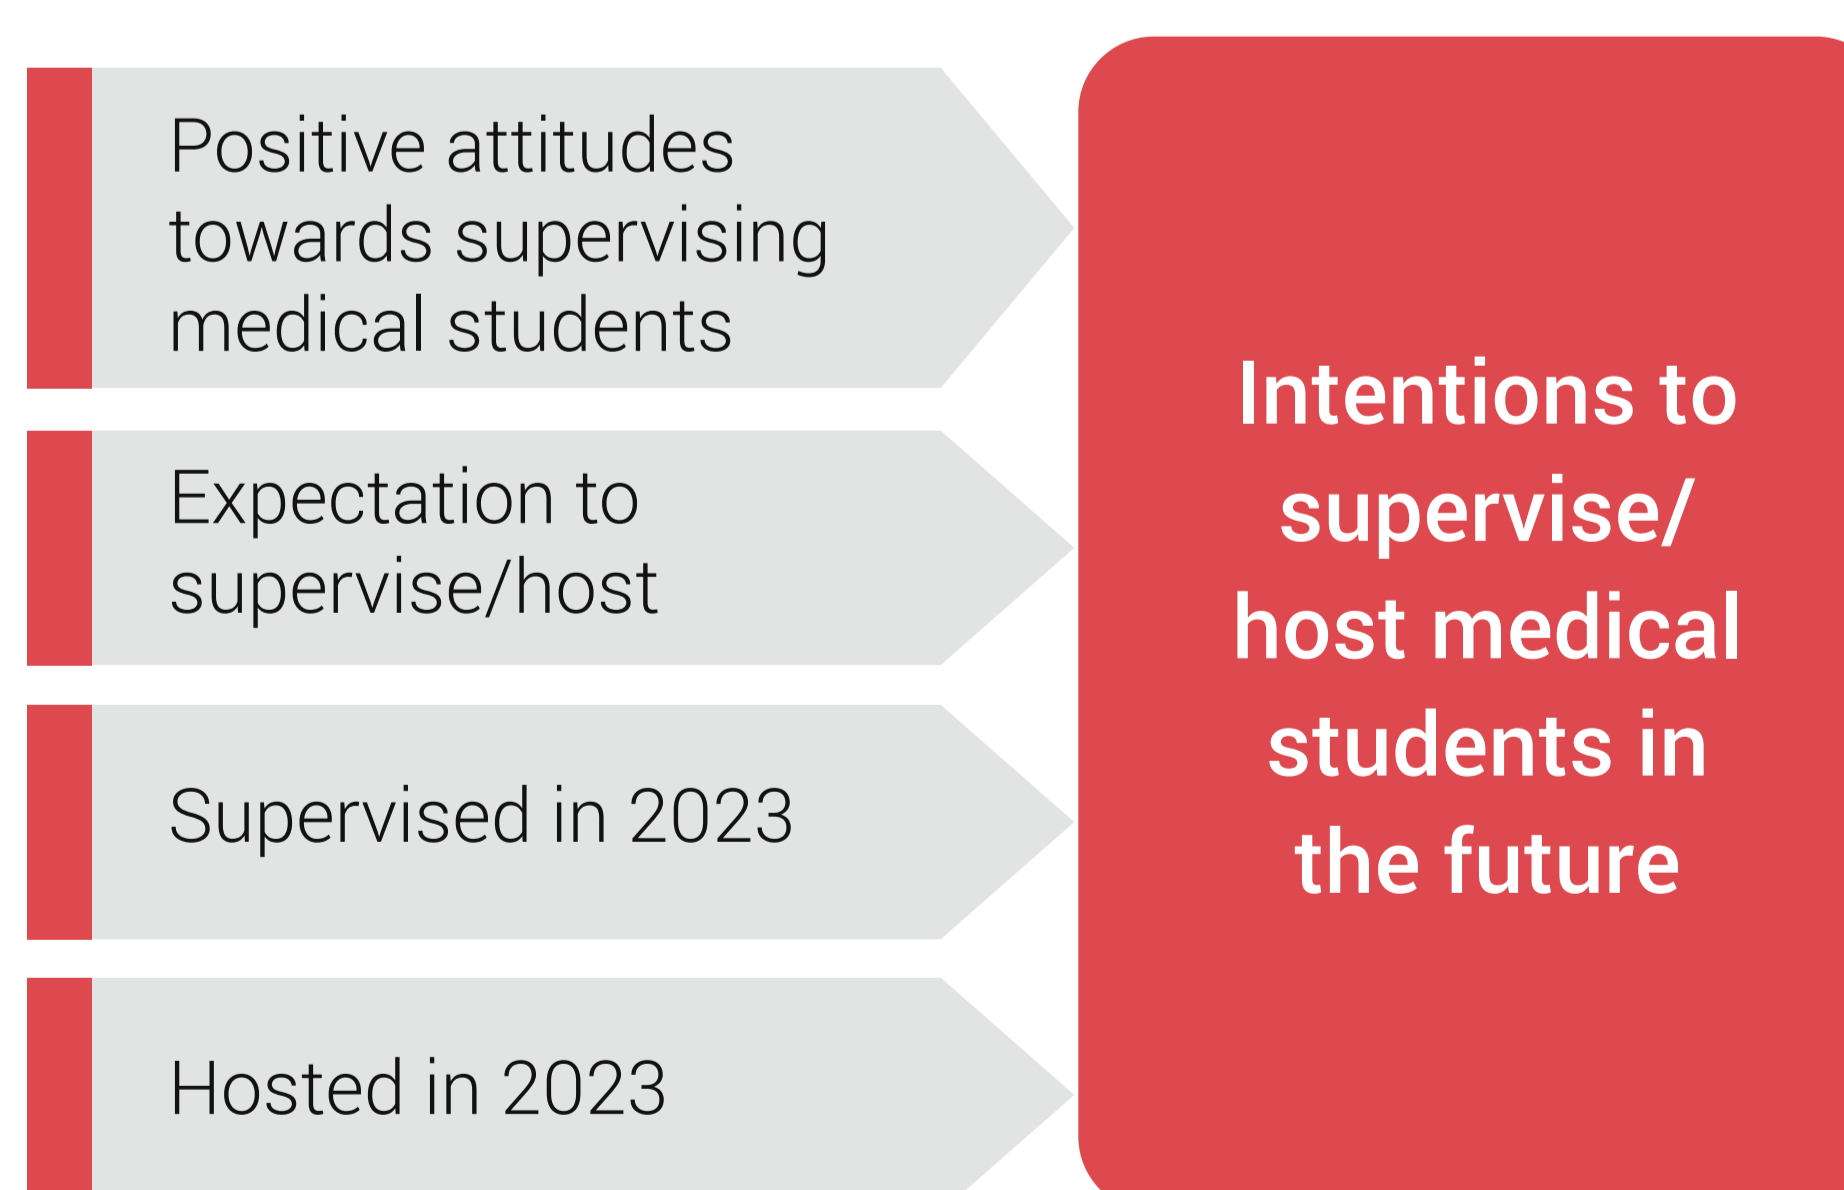 Positive attitudes
towards supervising
medical students
Expectation to
supervise/host
Supervised in 2023
Hosted in 2023
Intentions to
supervise/
host medical
students in
the future